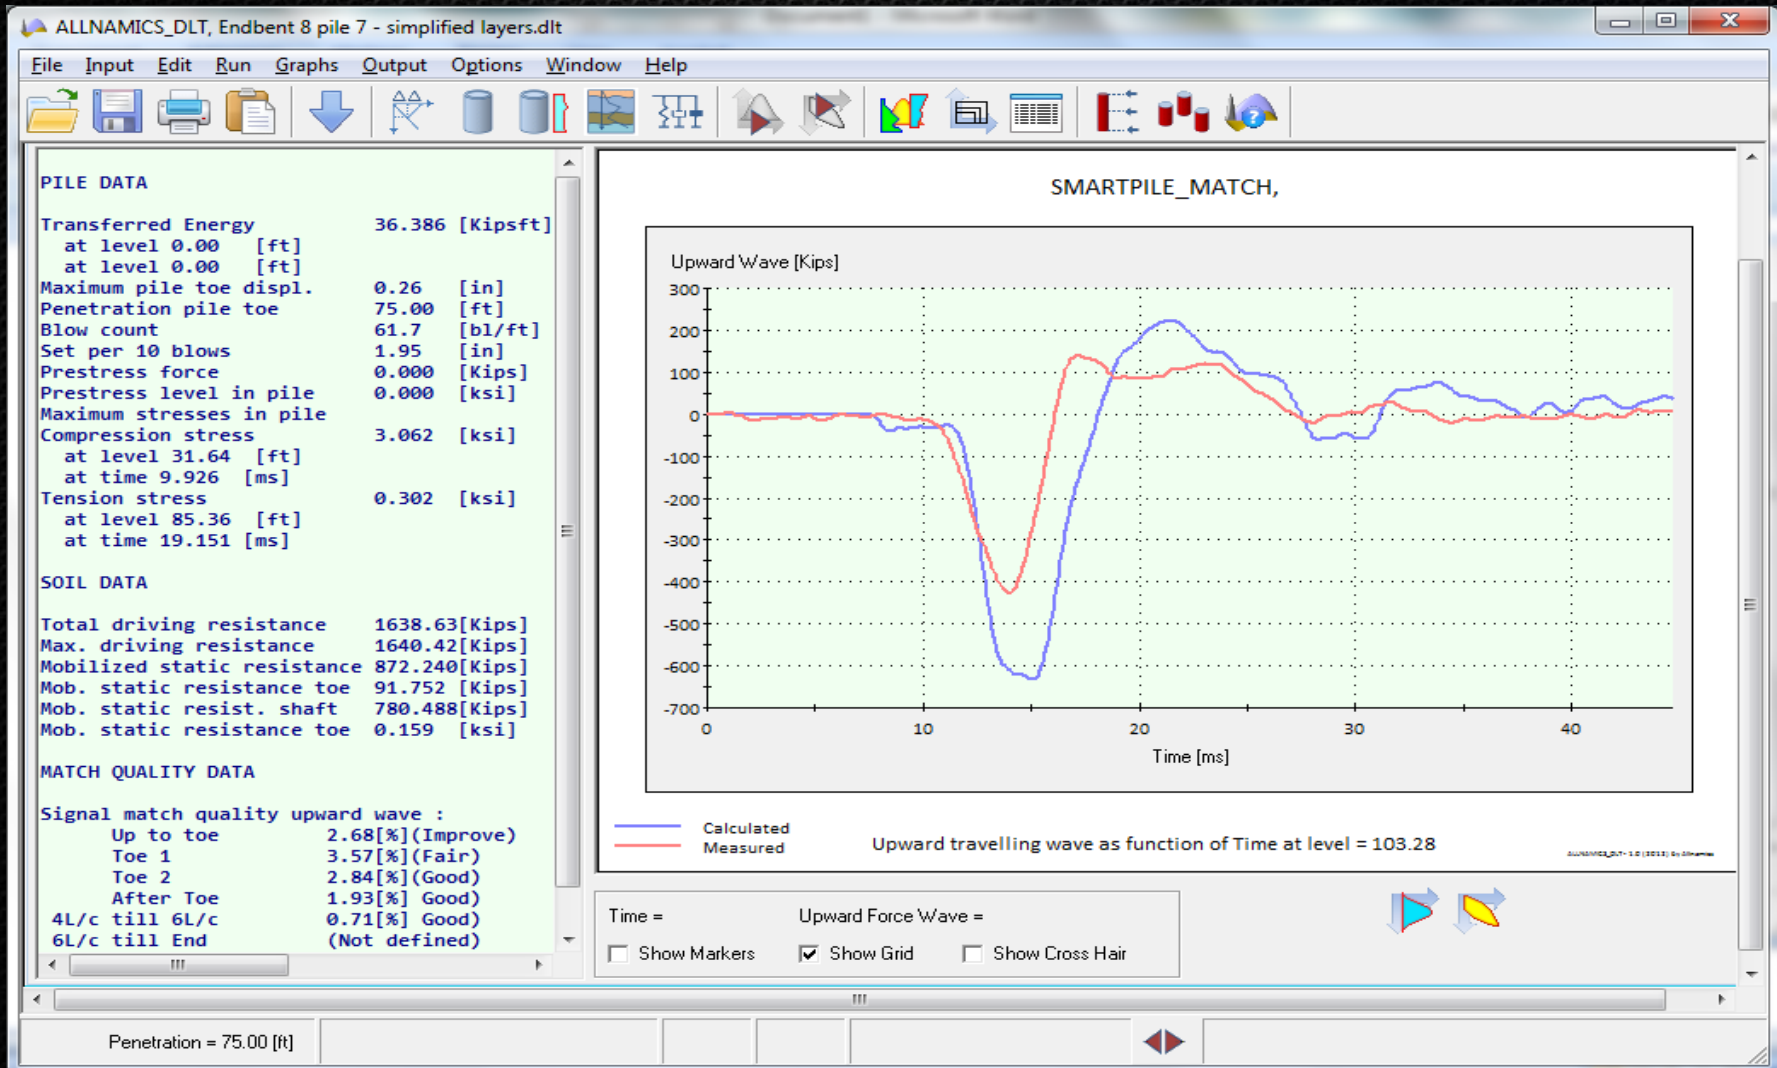 ALLNAMICS_DLT, Endbent 8 pile 7 - simplified layers.dlt
File Input Edit Run Graphs Output Options Window Help
PILE DATA
Transferred Energy 36.386 [Kipsft]
at level 0.00 [ft]
at level 0.00 [ft]
Maximum pile toe displ. 0.26 [in]
Penetration pile toe 75.00 [ft]
Blow count 61.7 [bl/ft]
Set per 10 blows 1.95 [in]
Prestress force 0.000 [Kips]
Prestress level in pile 0.000 [ksi]
Maximum stresses in pile
Compression stress 3.062 [ksi]
at level 31.64 [ft]
at time 9.926 [ms]
Tension stress 0.302 [ksi]
at level 85.36 [ft]
at time 19.151 [ms]
SOIL DATA
Total driving resistance 1638.63[Kips]
Max. driving resistance 1640.42[Kips]
Mobilized static resistance 872.240[Kips]
Mob. static resistance toe 91.752 [Kips]
Mob. static resist. shaft 780.488[Kips]
Mob. static resistance toe 0.159 [ksi]
MATCH QUALITY DATA
Signal match quality upward wave :
Up to toe 2.68[%](Improve)
Toe 1 3.57[%](Fair)
Toe 2 2.84[%](Good)
After Toe 1.93[%] Good)
4L/c till 6L/c 0.71[%] Good)
6L/c till End (Not defined)
SMARTPILE_MATCH,
Upward Wave [Kips]
300
200
100
0
-100
-200
-300
-400
-500
-600
-700
0 10 20 30 40
Time [ms]
Calculated
Measured
Upward travelling wave as function of Time at level = 103.28
ALLNAMICS_DLT- 1.0 (2012) by Allnamics
Time = Upward Force Wave =
Show Markers Show Grid Show Cross Hair
Penetration = 75.00 [ft]